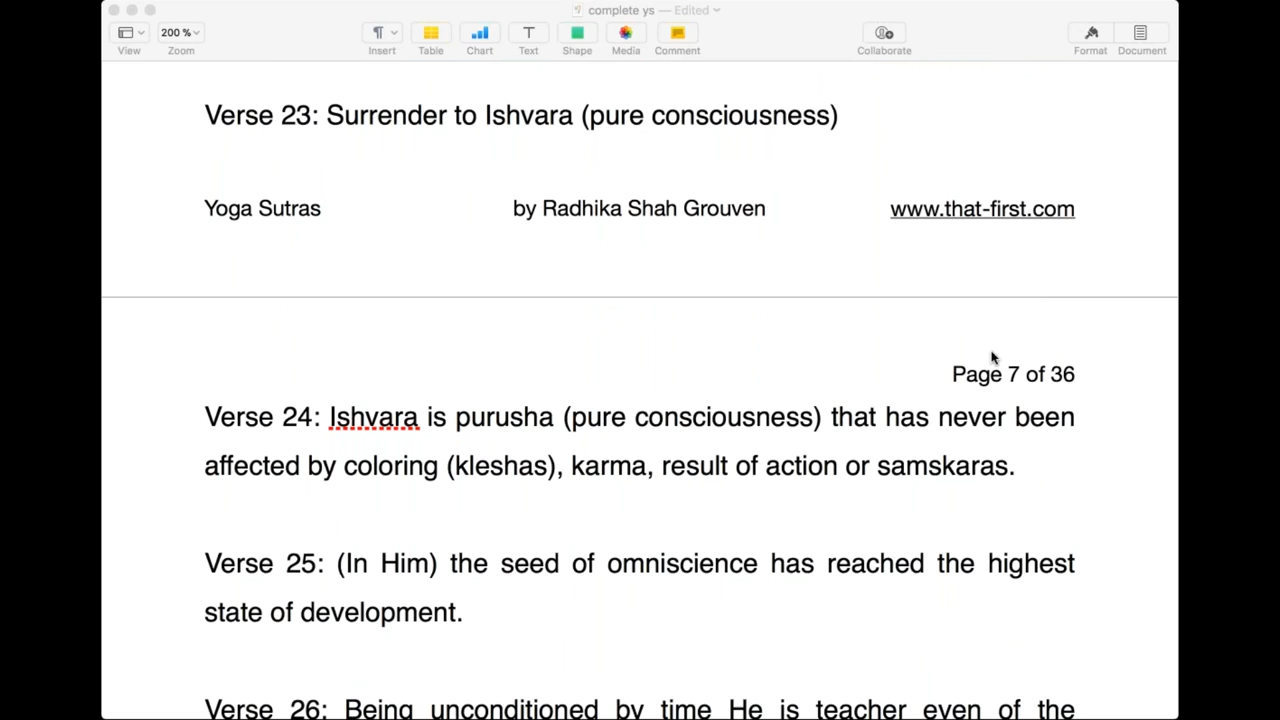 complete ys — Edited
200 %
View
Zoom
Insert
Table
Chart
Text
Shape
Media
Comment
Collaborate
Format
Document
Verse 23: Surrender to Ishvara (pure consciousness)
Yoga Sutras by Radhika Shah Grouven www.that-first.com
Page 7 of 36
Verse 24: Ishvara is purusha (pure consciousness) that has never been
affected by coloring (kleshas), karma, result of action or samskaras.
Verse 25: (In Him) the seed of omniscience has reached the highest
state of development.
Verse 26: Being unconditioned by time He is teacher even of the